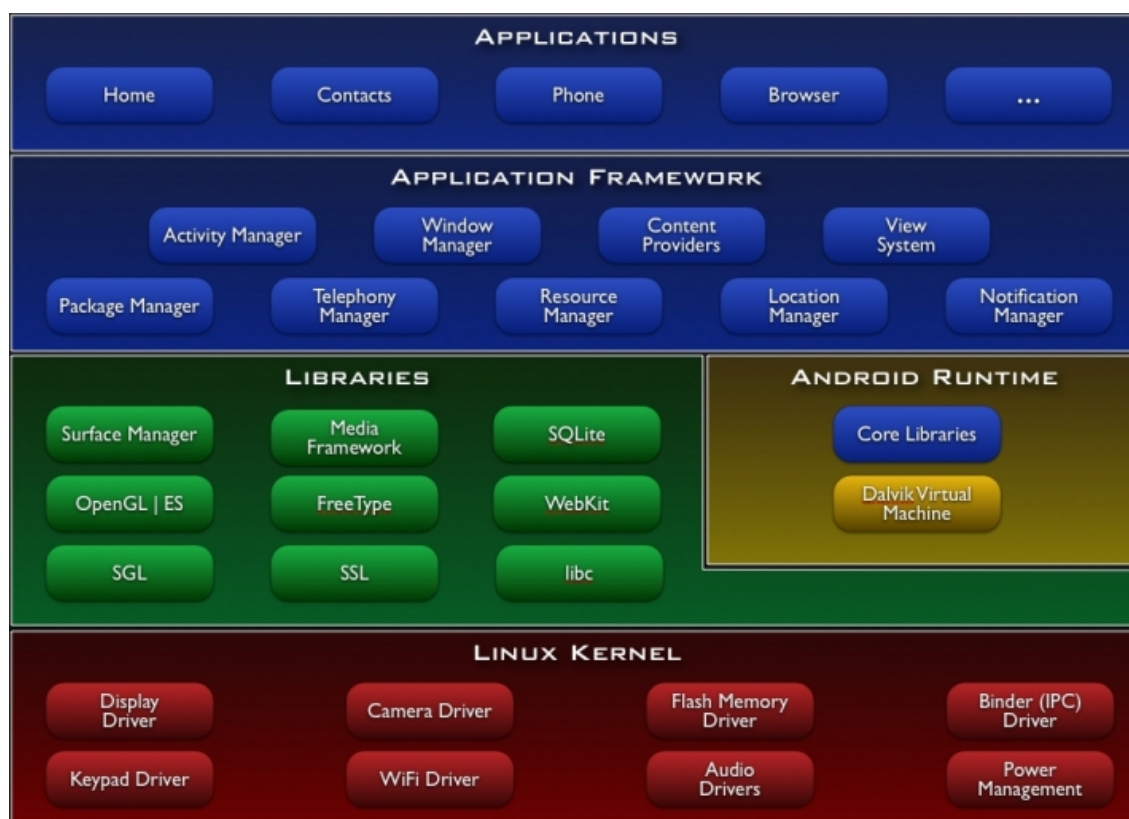 APPLICATIONS
Home
Contacts
Phone
Browser
...
APPLICATION FRAMEWORK
Activity Manager
Window
Manager
Content
Providers
View
System
Package Manager
Telephony
Manager
Resource
Manager
Location
Manager
Notification
Manager
LIBRARIES
Surface Manager
Media
Framework
SQLite
OpenGL | ES
FreeType
WebKit
SGL
SSL
libc
ANDROID RUNTIME
Core Libraries
Dalvik Virtual
Machine
LINUX KERNEL
Display
Driver
Camera Driver
Flash Memory
Driver
Binder (IPC)
Driver
Keypad Driver
WiFi Driver
Audio
Drivers
Power
Management